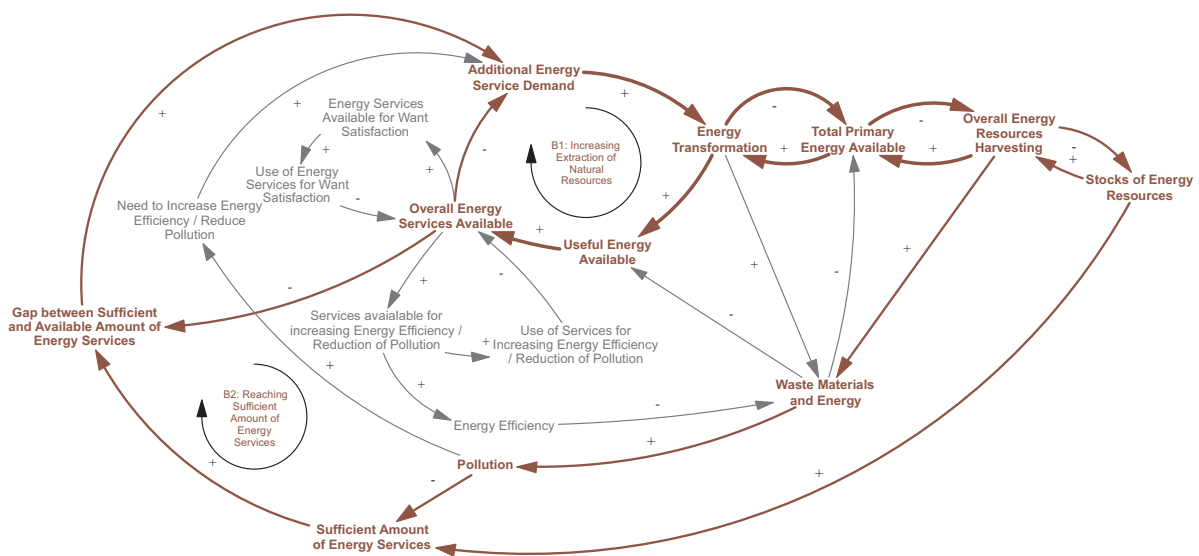 +
Additional Energy
Service Demand
+
+
Energy Services
Available for Want
Satisfaction
+
-
+
Use of Energy
Services for Want
Satisfaction
-
B1: Increasing
Extraction of
Natural
Resources
Energy
Transformation
-
+
Total Primary
Energy Available
-
+
Overall Energy
Resources
Harvesting
-
+
Stocks of Energy
Resources
Need to Increase Energy
Efficiency / Reduce
Pollution
Overall Energy
Services Available
+
+
Useful Energy
Available
-
-
+
+
-
+
Gap between Sufficient
and Available Amount of
Energy Services
Services avaialable for
increasing Energy Efficiency /
Reduction of Pollution
+
Use of Services for
Increasing Energy Efficiency
/ Reduction of Pollution
-
+
+
B2: Reaching
Sufficient
Amount of
Energy
Services
Waste Materials
and Energy
-
Energy Efficiency
+
+
Pollution
-
+
Sufficient Amount
of Energy Services